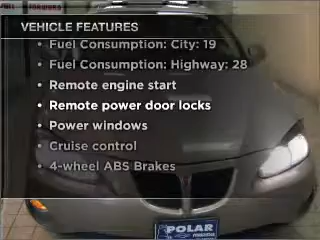 VEHICLE FEATURES
• Fuel Consumption: City: 19
• Fuel Consumption: Highway: 28
• Remote engine start
• Remote power door locks
• Power windows
• Cruise control
• 4-wheel ABS Brakes
POLAR